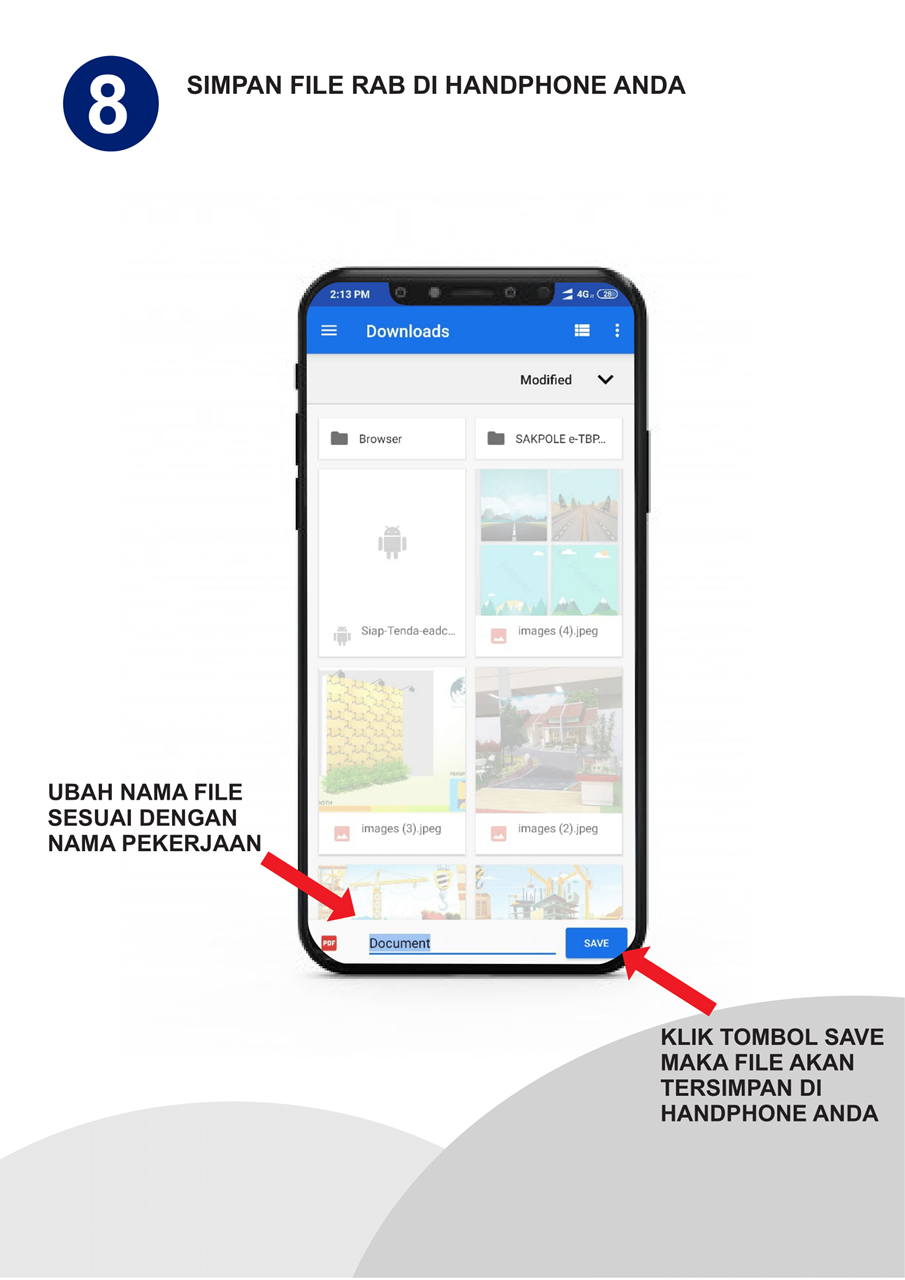 8
SIMPAN FILE RAB DI HANDPHONE ANDA
2:13 PM
4G
28
Downloads
Modified
Browser
SAKPOLE e-TBP...
Siap-Tenda-eadc...
images (4).jpeg
images (3).jpeg
images (2).jpeg
UBAH NAMA FILE
SESUAI DENGAN
NAMA PEKERJAAN
PDF
Document
SAVE
KLIK TOMBOL SAVE
MAKA FILE AKAN
TERSIMPAN DI
HANDPHONE ANDA